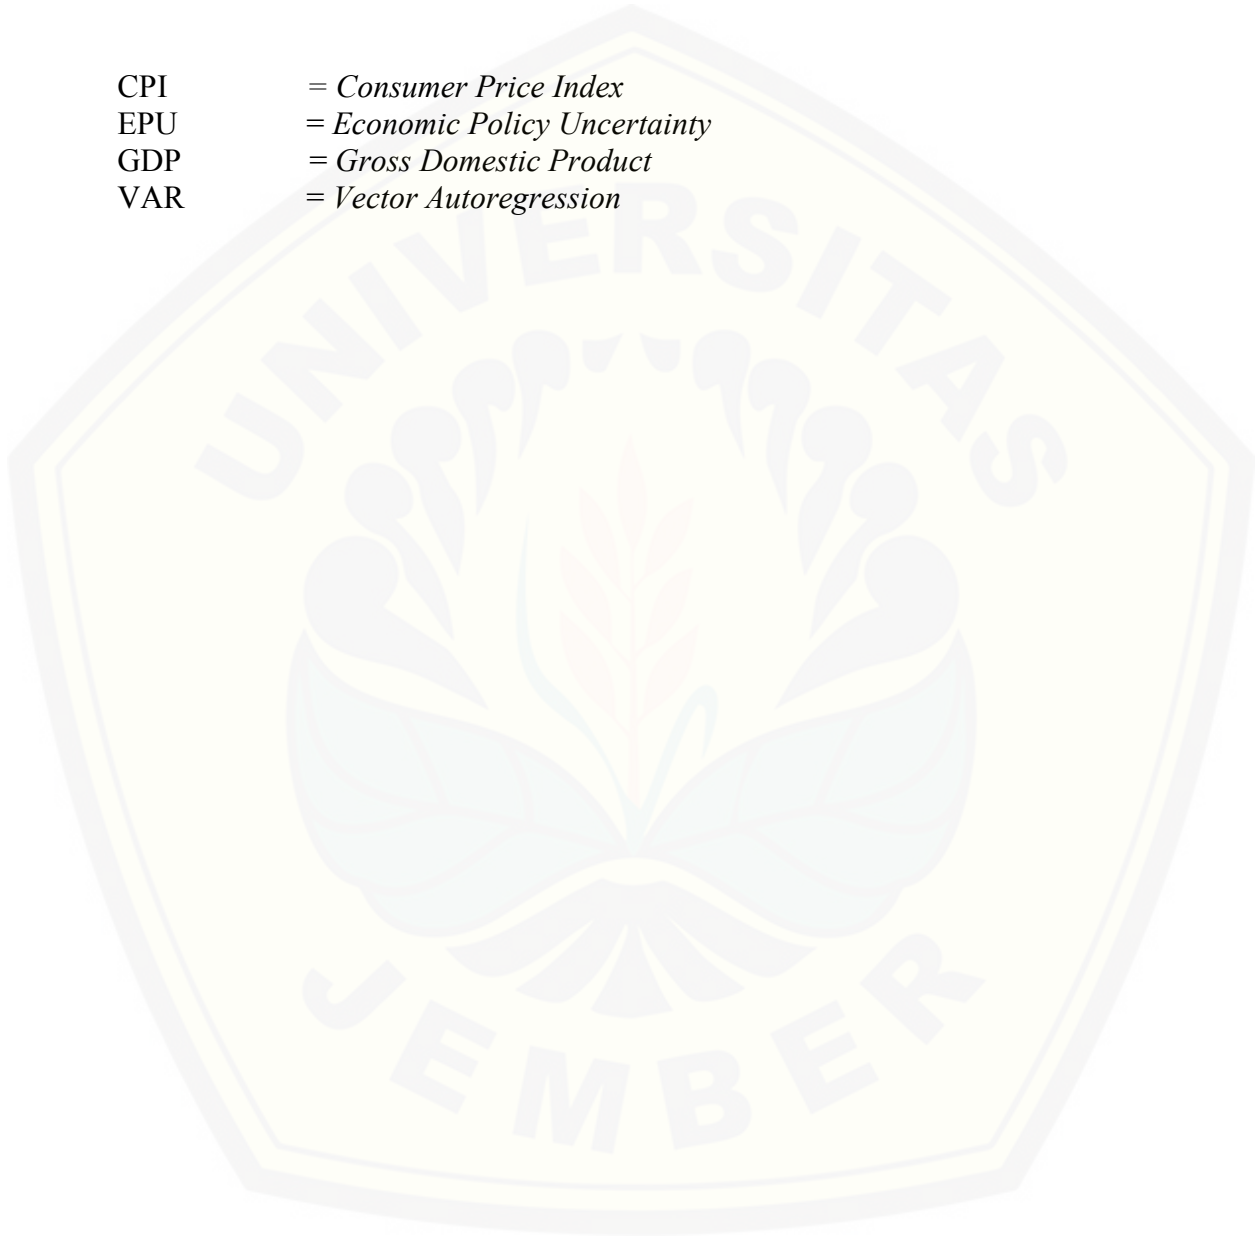 CPI = Consumer Price Index
EPU = Economic Policy Uncertainty
GDP = Gross Domestic Product
VAR = Vector Autoregression
UNIVERSITAS
JEMBER